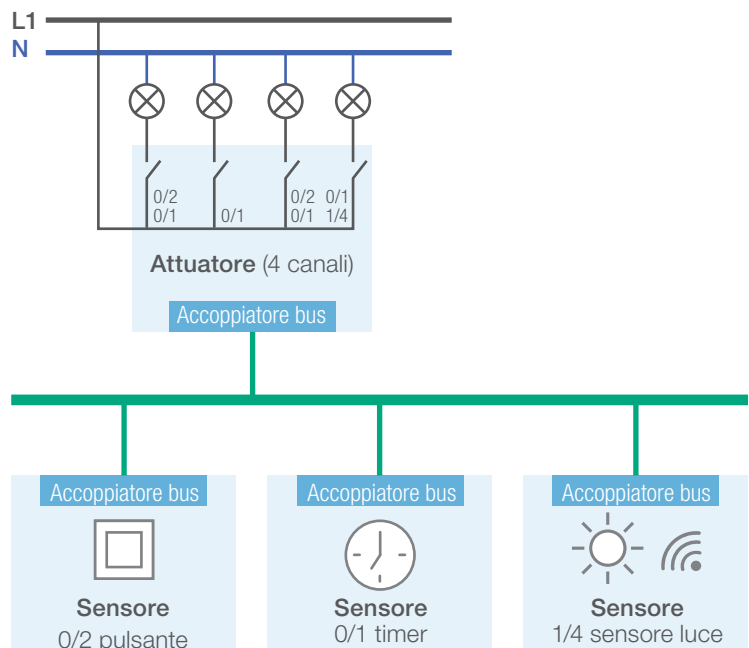 L1
N
0/2 0/2 0/1
0/1 0/1 0/1 1/4
Attuatore (4 canali)
Accoppiatore bus
Accoppiatore bus Accoppiatore bus Accoppiatore bus
Sensore Sensore Sensore
0/2 pulsante 0/1 timer 1/4 sensore luce